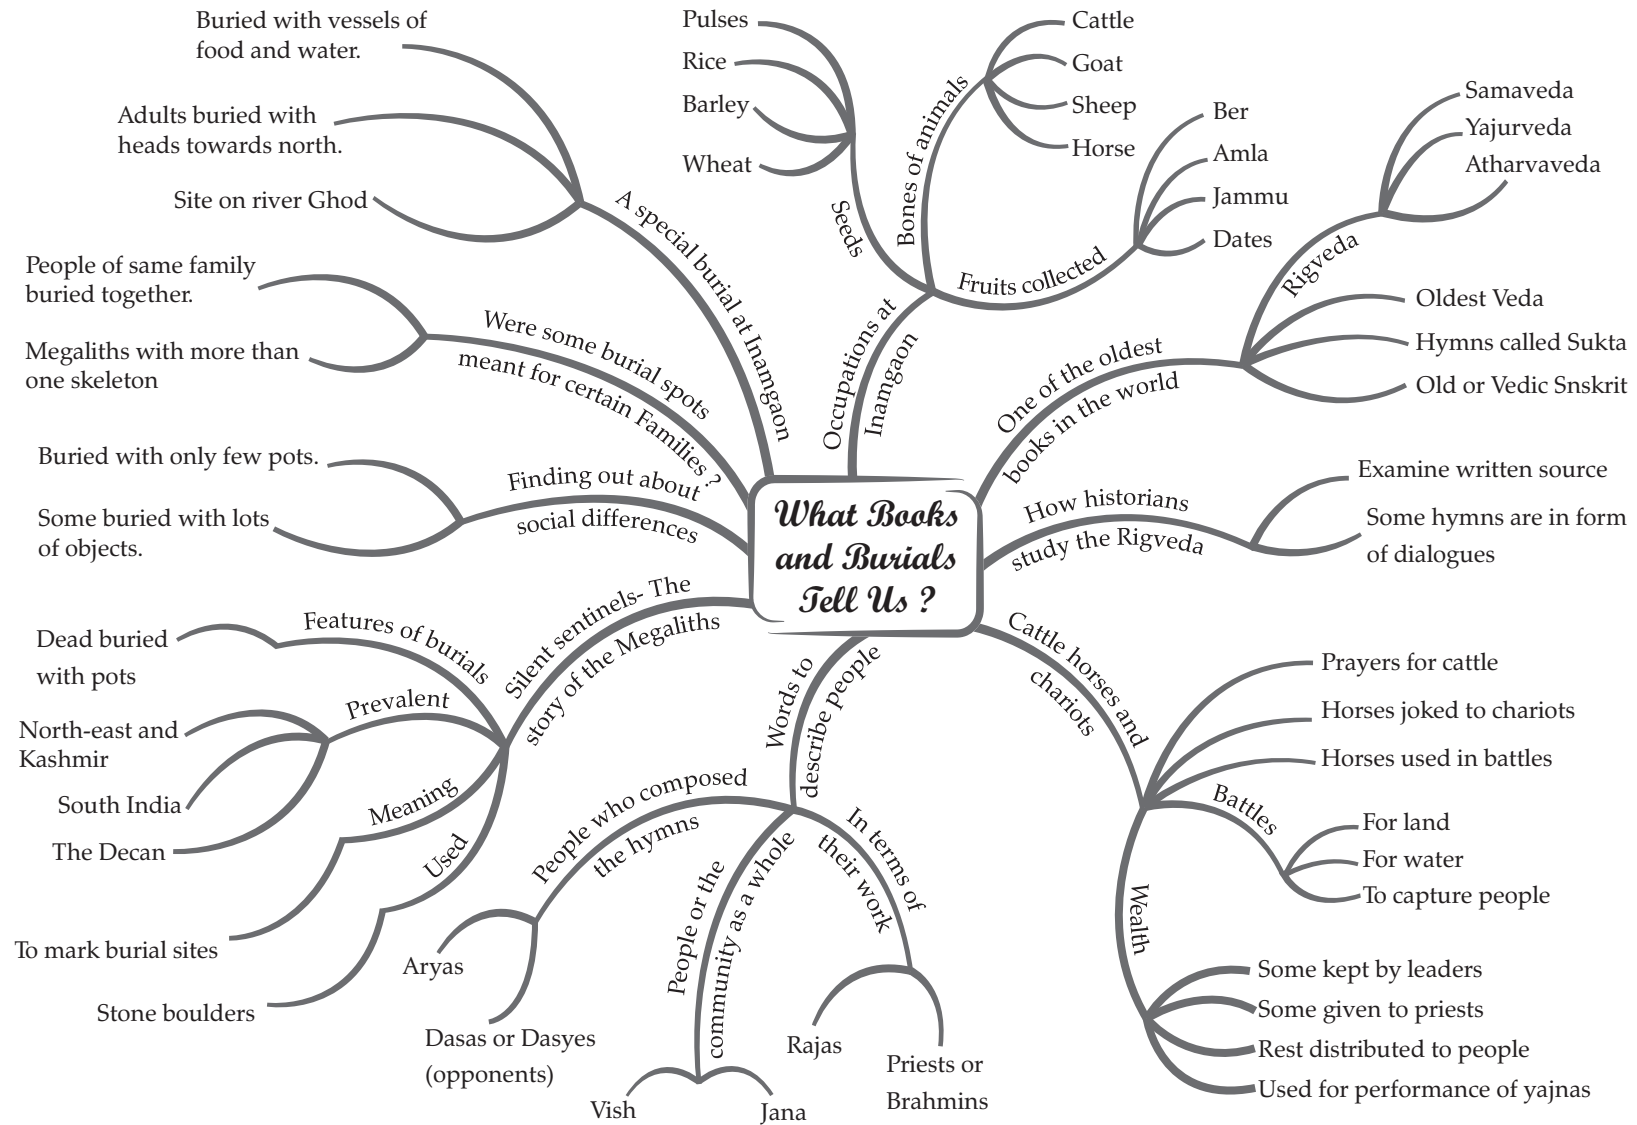 What Books
and Burials
Tell Us ?
A special burial at Inamgaon
Buried with vessels of
food and water.
Adults buried with
heads towards north.
Site on river Ghod
Were some burial spots
meant for certain Families ?
People of same family
buried together.
Megaliths with more than
one skeleton
Finding out about
social differences
Buried with only few pots.
Some buried with lots
of objects.
Silent sentinels- The
story of the Megaliths
Features of burials
Dead buried
with pots
Prevalent
North-east and
Kashmir
South India
The Decan
Meaning
To mark burial sites
Used
Stone boulders
Words to
describe people
People who composed
the hymns
Aryas
Dasas or Dasyes
(opponents)
People or the
community as a whole
Vish
Jana
In terms of
their work
Rajas
Priests or
Brahmins
Cattle horses and
chariots
Prayers for cattle
Horses joked to chariots
Horses used in battles
Battles
For land
For water
To capture people
Wealth
Some kept by leaders
Some given to priests
Rest distributed to people
Used for performance of yajnas
How historians
study the Rigveda
Examine written source
Some hymns are in form
of dialogues
One of the oldest
books in the world
Rigveda
Samaveda
Yajurveda
Atharvaveda
Oldest Veda
Hymns called Sukta
Old or Vedic Snskrit
Occupations at
Inamgaon
Seeds
Pulses
Rice
Barley
Wheat
Bones of animals
Cattle
Goat
Sheep
Horse
Fruits collected
Ber
Amla
Jammu
Dates